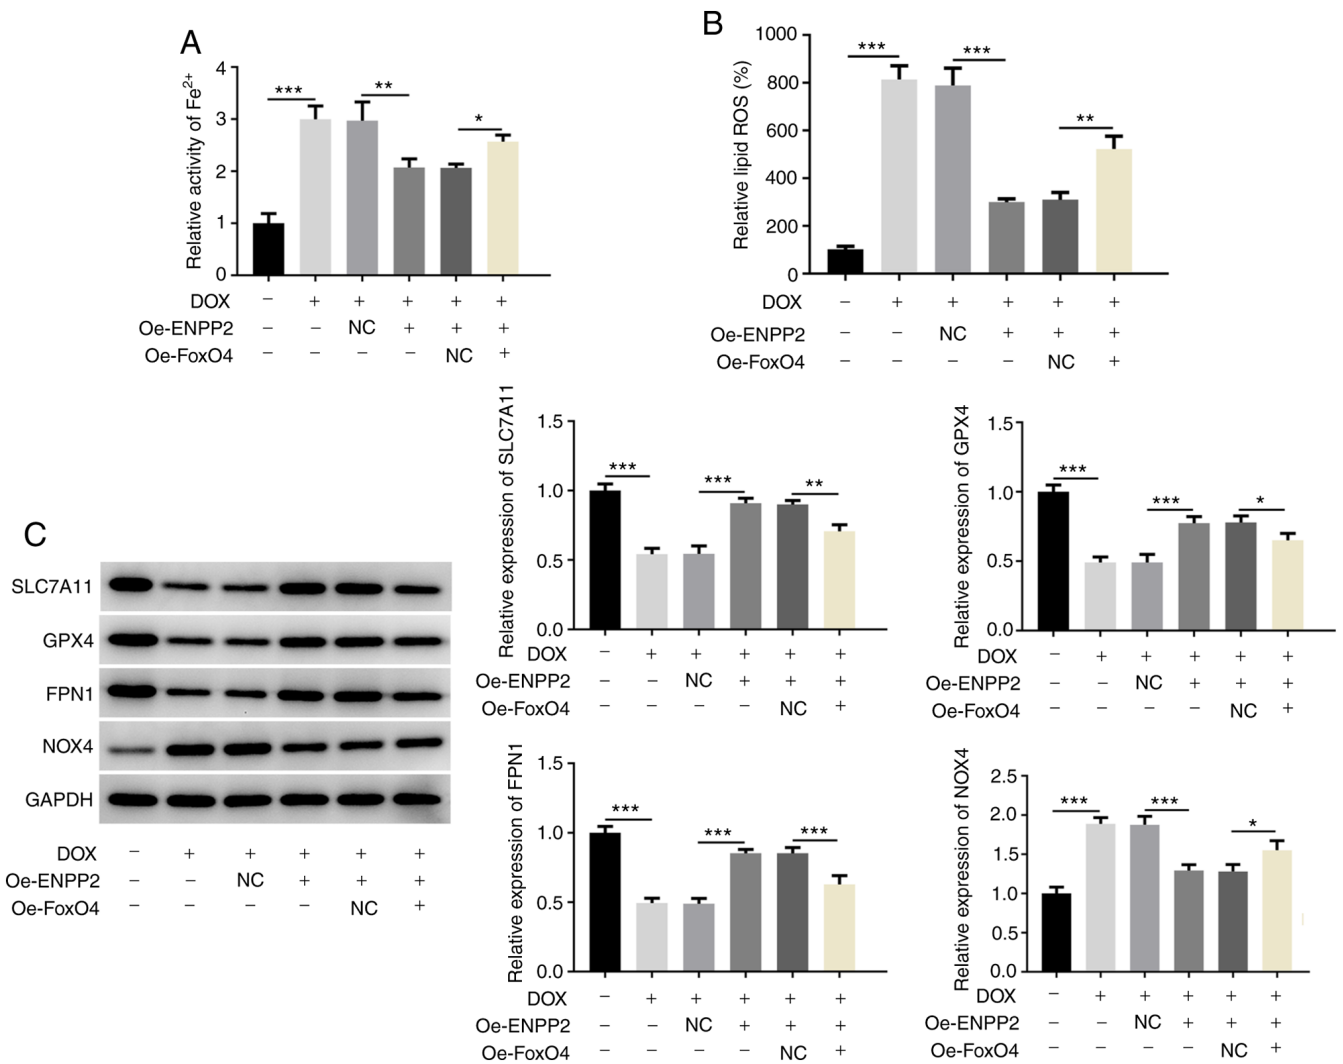 A
Relative activity of Fe2+
4
3
2
1
0
*** ** *
DOX − + + + + +
Oe-ENPP2 − − NC + + +
Oe-FoxO4 − − − − NC +
B
Relative lipid ROS (%)
1000
800
600
400
200
0
*** *** **
DOX − + + + + +
Oe-ENPP2 − − NC + + +
Oe-FoxO4 − − − − NC +
C
SLC7A11
GPX4
FPN1
NOX4
GAPDH
DOX − + + + + +
Oe-ENPP2 − − NC + + +
Oe-FoxO4 − − − − NC +
Relative expression of SLC7A11
1.5
1.0
0.5
0.0
*** *** **
DOX − + + + + +
Oe-ENPP2 − − NC + + +
Oe-FoxO4 − − − − NC +
Relative expression of GPX4
1.5
1.0
0.5
0.0
*** *** *
DOX − + + + + +
Oe-ENPP2 − − NC + + +
Oe-FoxO4 − − − − NC +
Relative expression of FPN1
1.5
1.0
0.5
0.0
*** *** ***
DOX − + + + + +
Oe-ENPP2 − − NC + + +
Oe-FoxO4 − − − − NC +
Relative expression of NOX4
2.5
2.0
1.5
1.0
0.5
0.0
*** *** *
DOX − + + + + +
Oe-ENPP2 − − NC + + +
Oe-FoxO4 − − − − NC +